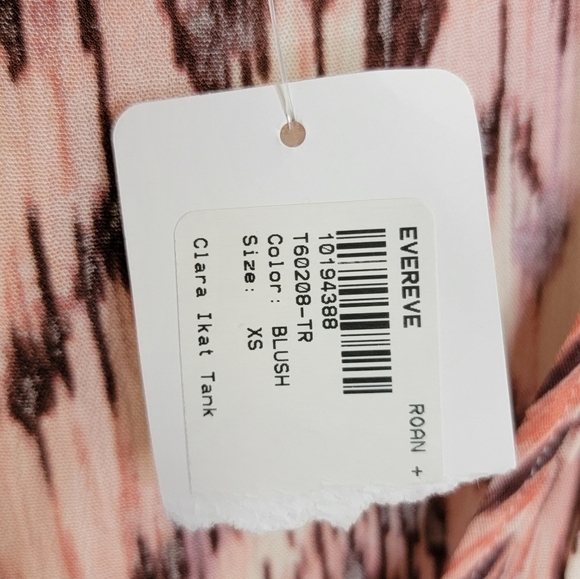 EVEREVE ROAN +
10194388
T60208-TR
Color: BLUSH
Size: XS
Clara Ikat Tank